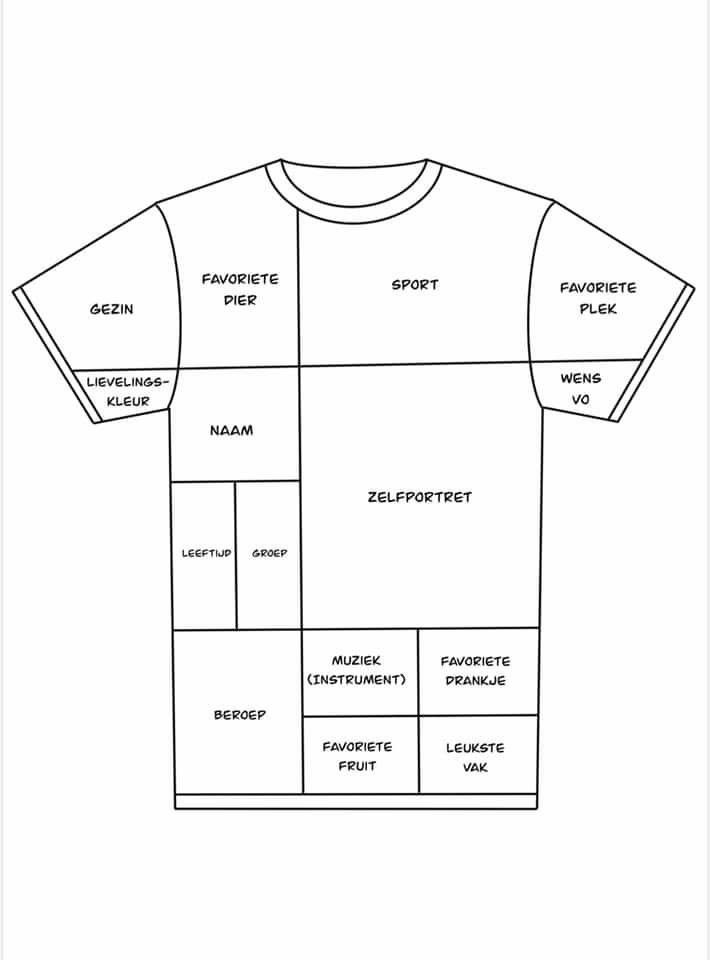 GEZIN
FAVORIETE
DIER
SPORT
FAVORIETE
PLEK
LIEVELINGS-
KLEUR
NAAM
WENS
VO
ZELFPORTRET
LEEFTIJD
GROEP
BEROEP
MUZIEK
(INSTRUMENT)
FAVORIETE
DRANKJE
FAVORIETE
FRUIT
LEUKSTE
VAK